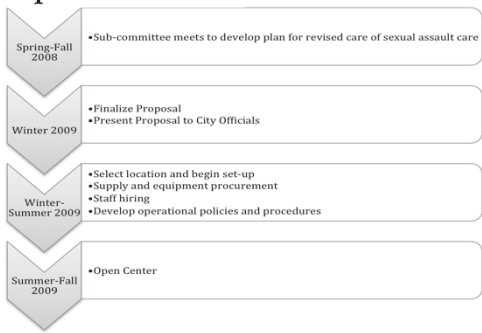 Spring-Fall
2008
•Sub-committee meets to develop plan for revised care of sexual assault care
Winter 2009
•Finalize Proposal
•Present Proposal to City Officials
Winter-
Summer 2009
•Select location and begin set-up
•Supply and equipment procurement
•Staff hiring
•Develop operational policies and procedures
Summer-Fall
2009
•Open Center